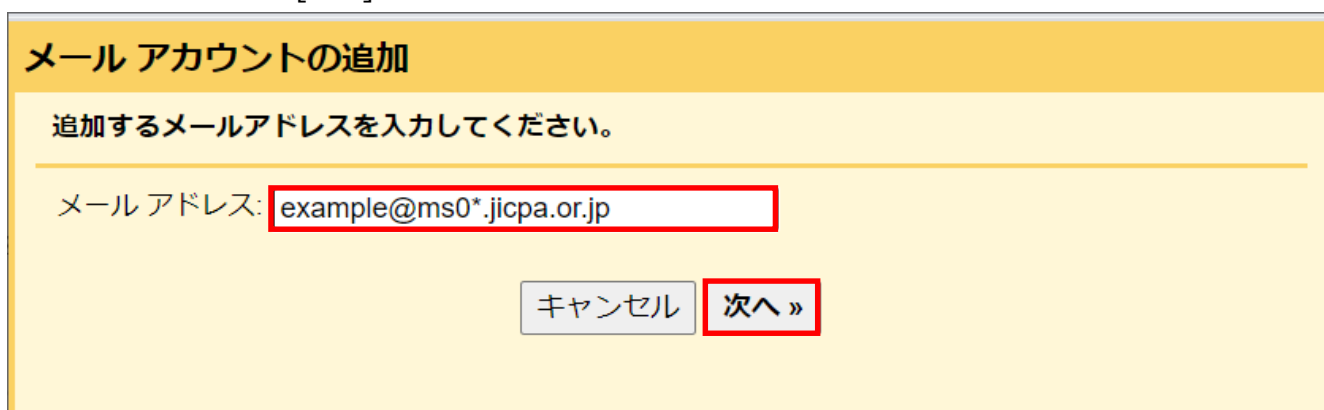 メール アカウントの追加
追加するメールアドレスを入力してください。
メール アドレス: example@ms0*.jicpa.or.jp
キャンセル 次へ »